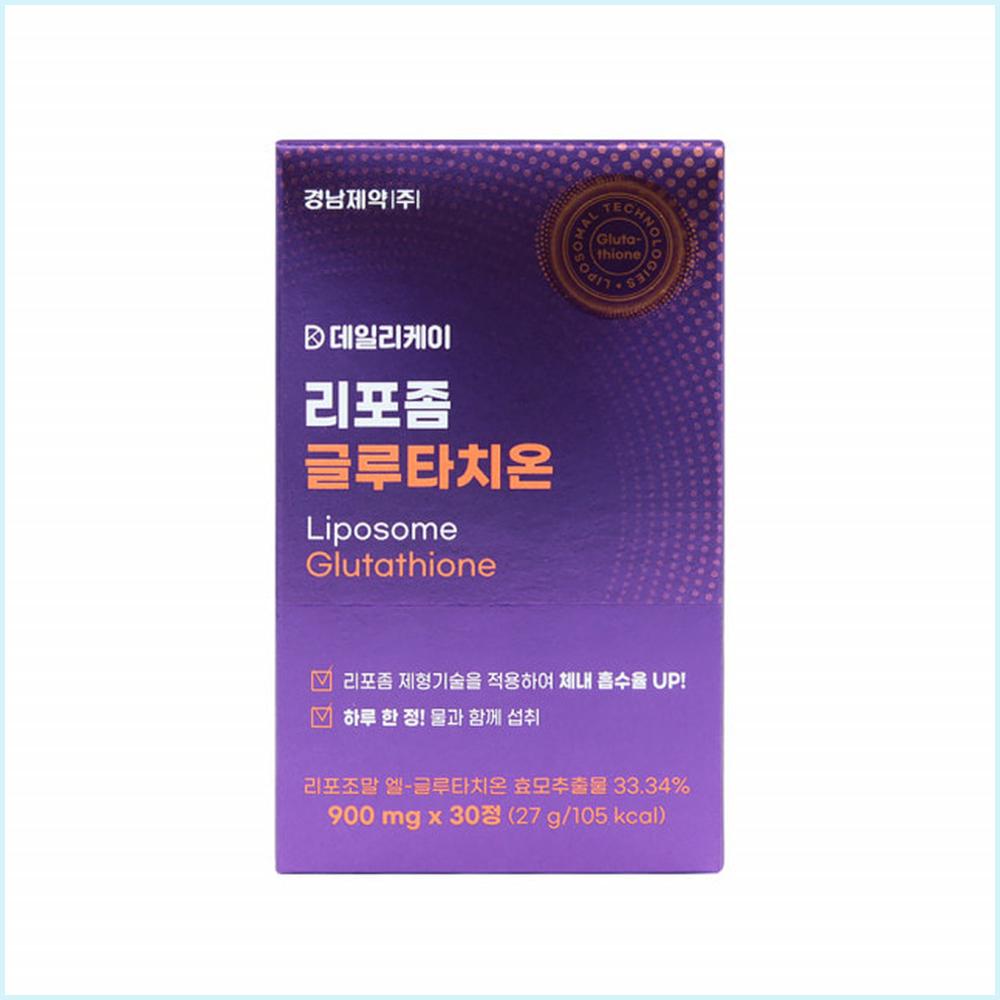 경남제약|주|
LIPOSOMAL TECHNOLOGIES •
Gluta-
thione
DK 데일리케이
리포좀
글루타치온
Liposome
Glutathione
리포좀 제형기술을 적용하여 체내 흡수율 UP!
하루 한 정! 물과 함께 섭취
리포조말 엘-글루타치온 효모추출물 33.34%
900 mg x 30정 (27 g/105 kcal)